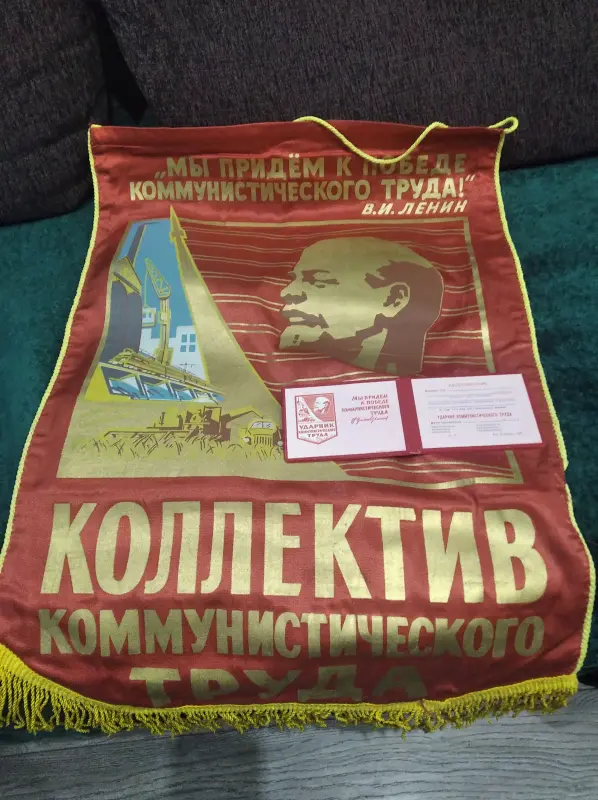 „МЫ ПРИДЁМ К ПОБЕДЕ
КОММУНИСТИЧЕСКОГО ТРУДА!“
В.И. ЛЕНИН
МЫ ПРИДЕМ
К ПОБЕДЕ
КОММУНИСТИЧЕСКОГО
ТРУДА
УДАРНИК
КОММУНИСТИЧЕСКОГО
ТРУДА
УДАРНИК КОММУНИСТИЧЕСКОГО ТРУДА
КОЛЛЕКТИВ
КОММУНИСТИЧЕСКОГО
ТРУДА